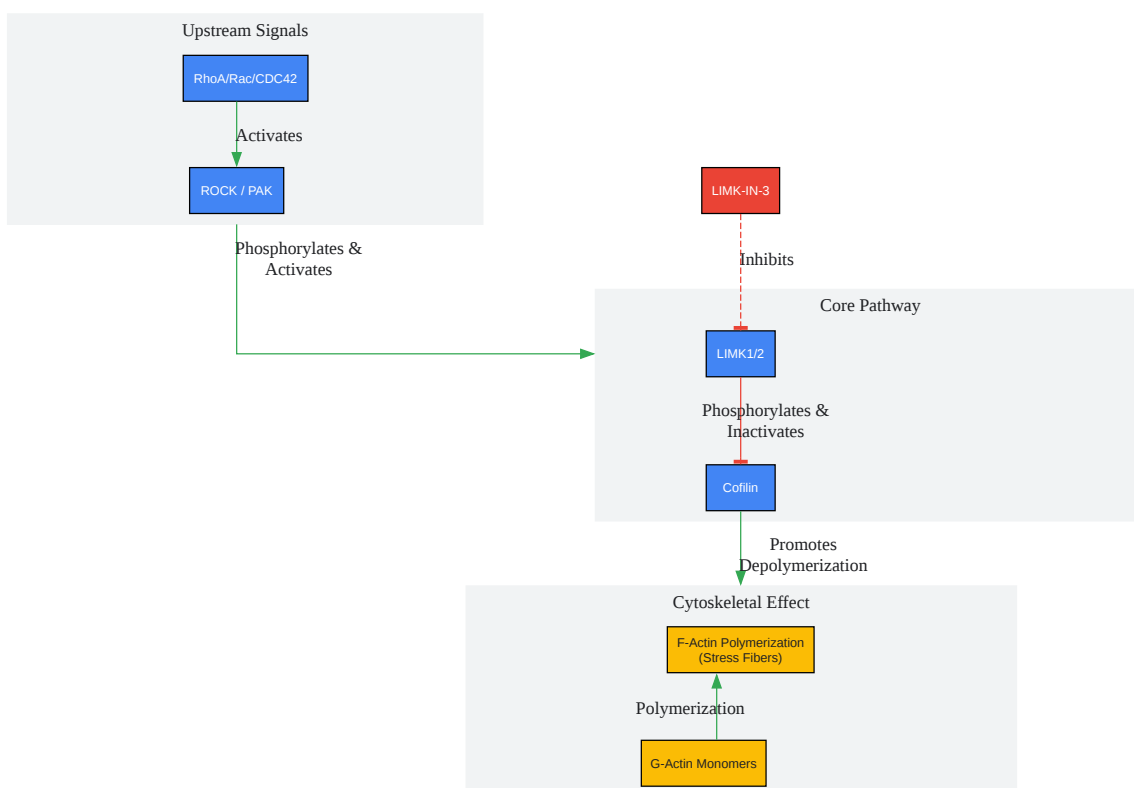 Upstream Signals
RhoA/Rac/CDC42
Activates
ROCK / PAK
Phosphorylates &
Activates
LIMK-IN-3
Inhibits
Core Pathway
LIMK1/2
Phosphorylates &
Inactivates
Cofilin
Promotes
Depolymerization
Cytoskeletal Effect
F-Actin Polymerization
(Stress Fibers)
Polymerization
G-Actin Monomers